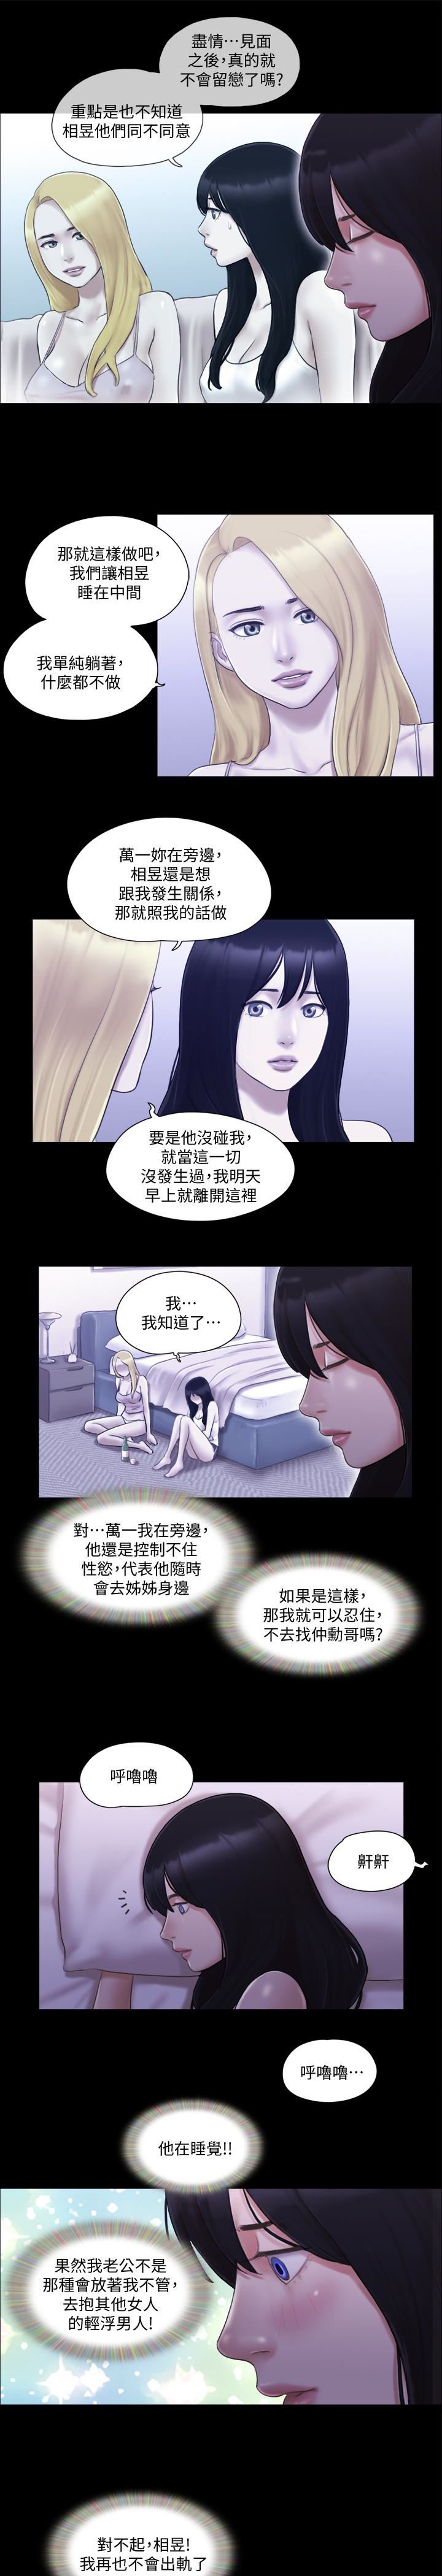 盡情…見面
之後,真的就
不會留戀了嗎?
重點是也不知道
相昱他們同不同意
那就這樣做吧,
我們讓相昱
睡在中間
我單純躺著,
什麼都不做
萬一妳在旁邊,
相昱還是想
跟我發生關係,
那就照我的話做
要是他沒碰我,
就當這一切
沒發生過,我明天
早上就離開這裡
我…
我知道了…
對…萬一我在旁邊,
他還是控制不住
性慾,代表他隨時
會去姊姊身邊
如果是這樣,
那我就可以忍住,
不去找仲勳哥嗎?
呼嚕嚕
鼾鼾
呼嚕嚕…
他在睡覺!!
果然我老公不是
那種會放著我不管,
去抱其他女人
的輕浮男人!
對不起,相昱!
我再也不會出軌了